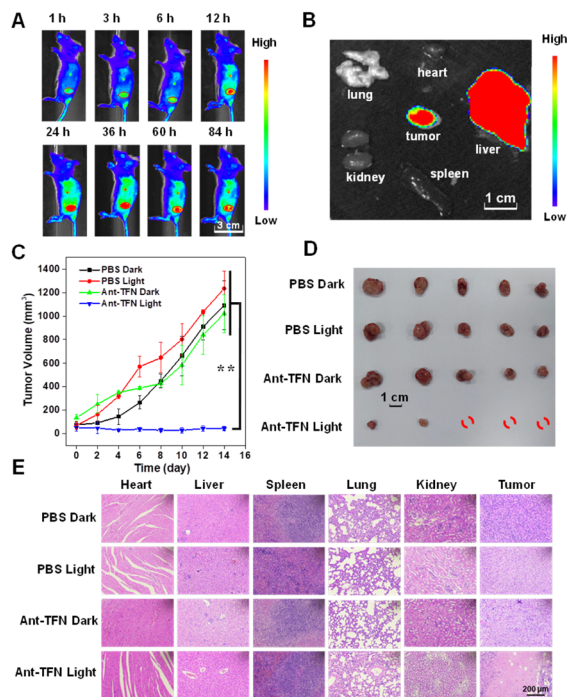 A
1 h 3 h 6 h 12 h
High
24 h 36 h 60 h 84 h
3 cm
Low
B
High
heart
lung
tumor
liver
kidney
spleen
1 cm
Low
C
PBS Dark
PBS Light
Ant-TFN Dark
Ant-TFN Light
Tumor Volume (mm³)
1400
1200
1000
800
600
400
200
0
**
0 2 4 6 8 10 12 14
Time (day)
D
PBS Dark
PBS Light
Ant-TFN Dark
1 cm
Ant-TFN Light
E
Heart Liver Spleen Lung Kidney Tumor
PBS Dark
PBS Light
Ant-TFN Dark
Ant-TFN Light
200 μm